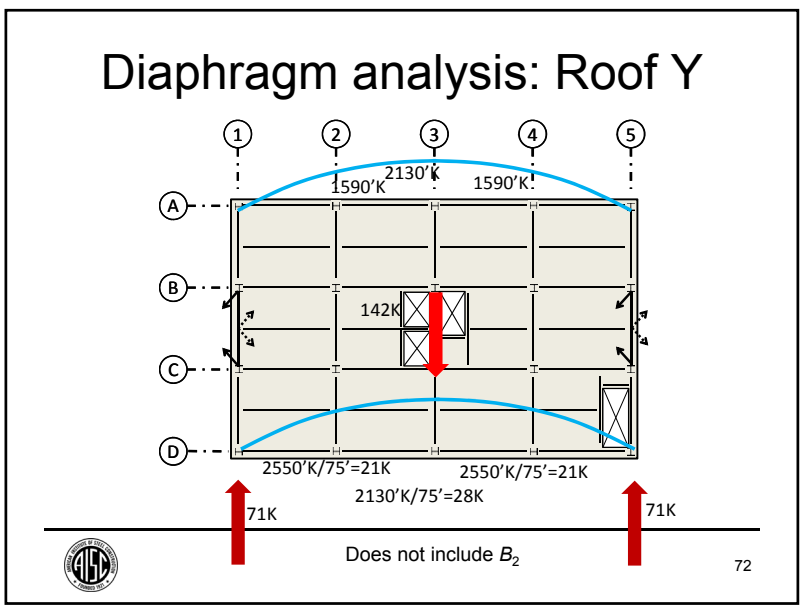 Diaphragm analysis: Roof Y
1 2 3 4 5
2130'K
1590'K 1590'K
A
B
142K
C
D
2550'K/75'=21K 2550'K/75'=21K
2130'K/75'=28K
71K 71K
Does not include B2
AISC
72